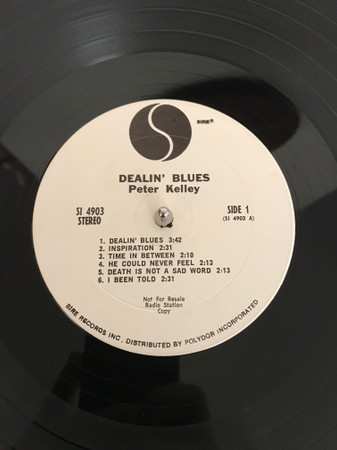 SIRE®
DEALIN' BLUES
Peter Kelley
SI 4903
STEREO
SIDE 1
(SI 4903 A)
1. DEALIN' BLUES 3:42
2. INSPIRATION 2:31
3. TIME IN BETWEEN 2:10
4. HE COULD NEVER FEEL 2:12
5. DEATH IS NOT A SAD WORD 2:13
6. I BEEN TOLD 2:31
Not for Resale
Radio Station
Copy
SIRE RECORDS INC. DISTRIBUTED BY POLYDOR INCORPORATED